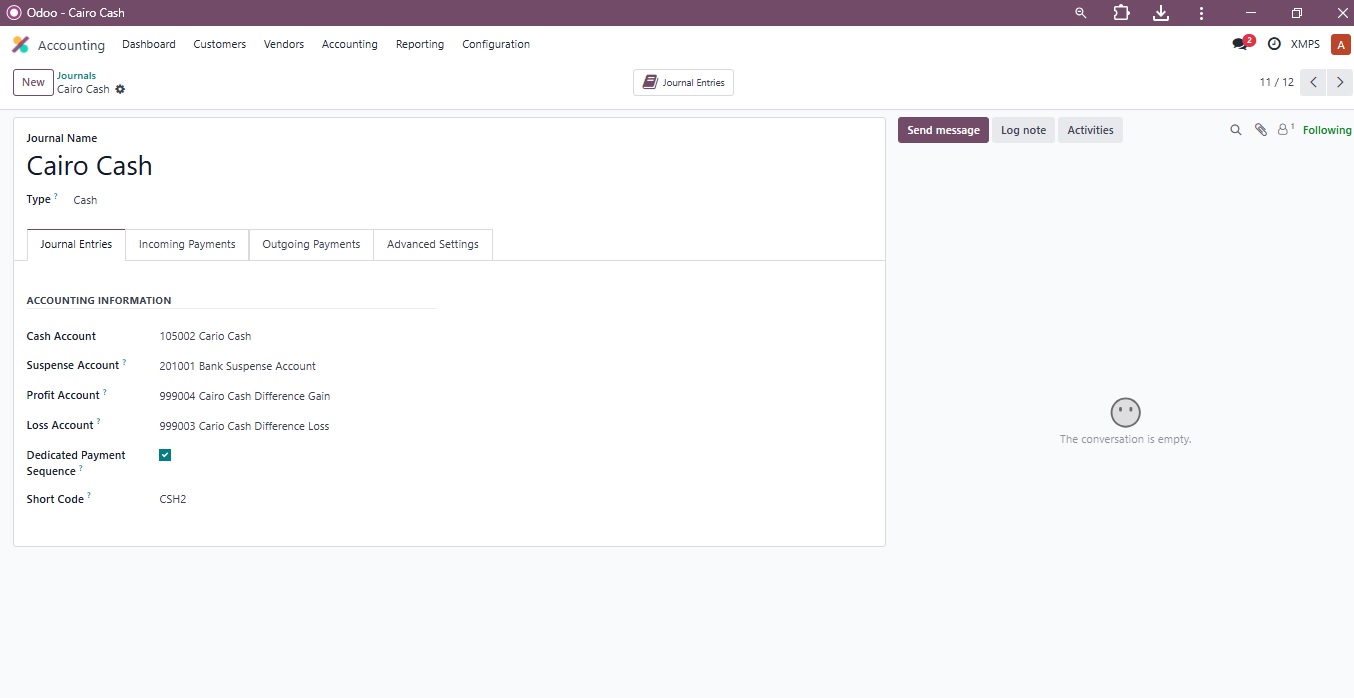 Odoo - Cairo Cash
Accounting Dashboard Customers Vendors Accounting Reporting Configuration 2 XMPS A
New Journals
Cairo Cash
Journal Entries
11 / 12
Journal Name
Cairo Cash
Type ? Cash
Journal Entries Incoming Payments Outgoing Payments Advanced Settings
ACCOUNTING INFORMATION
Cash Account 105002 Cario Cash
Suspense Account ? 201001 Bank Suspense Account
Profit Account ? 999004 Cairo Cash Difference Gain
Loss Account ? 999003 Cario Cash Difference Loss
Dedicated Payment
Sequence ?
Short Code ? CSH2
Send message Log note Activities 1 Following
The conversation is empty.